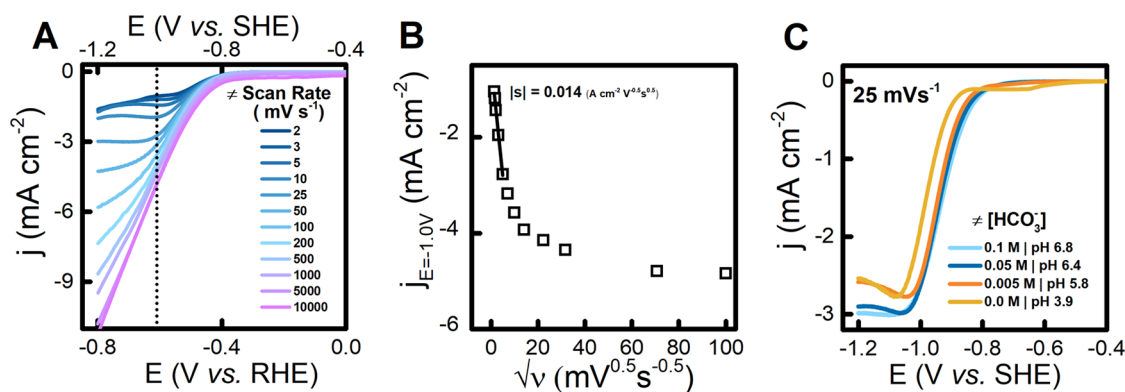 A
E (V vs. SHE)
-1.2 -0.8 -0.4
0
-3
-6
-9
j (mA cm-2)
≠ Scan Rate
( mV s-1)
2
3
5
10
25
50
100
200
500
1000
5000
10000
-0.8 -0.4 0.0
E (V vs. RHE)
B
|s| = 0.014 (A cm-2 V-0.5s0.5)
-2
-4
-6
jE=-1.0V (mA cm-2)
0 20 40 60 80 100
√ν (mV0.5s-0.5)
C
25 mVs-1
0
-1
-2
-3
j (mA cm-2)
≠ [HCO3-]
0.1 M | pH 6.8
0.05 M | pH 6.4
0.005 M | pH 5.8
0.0 M | pH 3.9
-1.2 -1.0 -0.8 -0.6 -0.4
E (V vs. SHE)